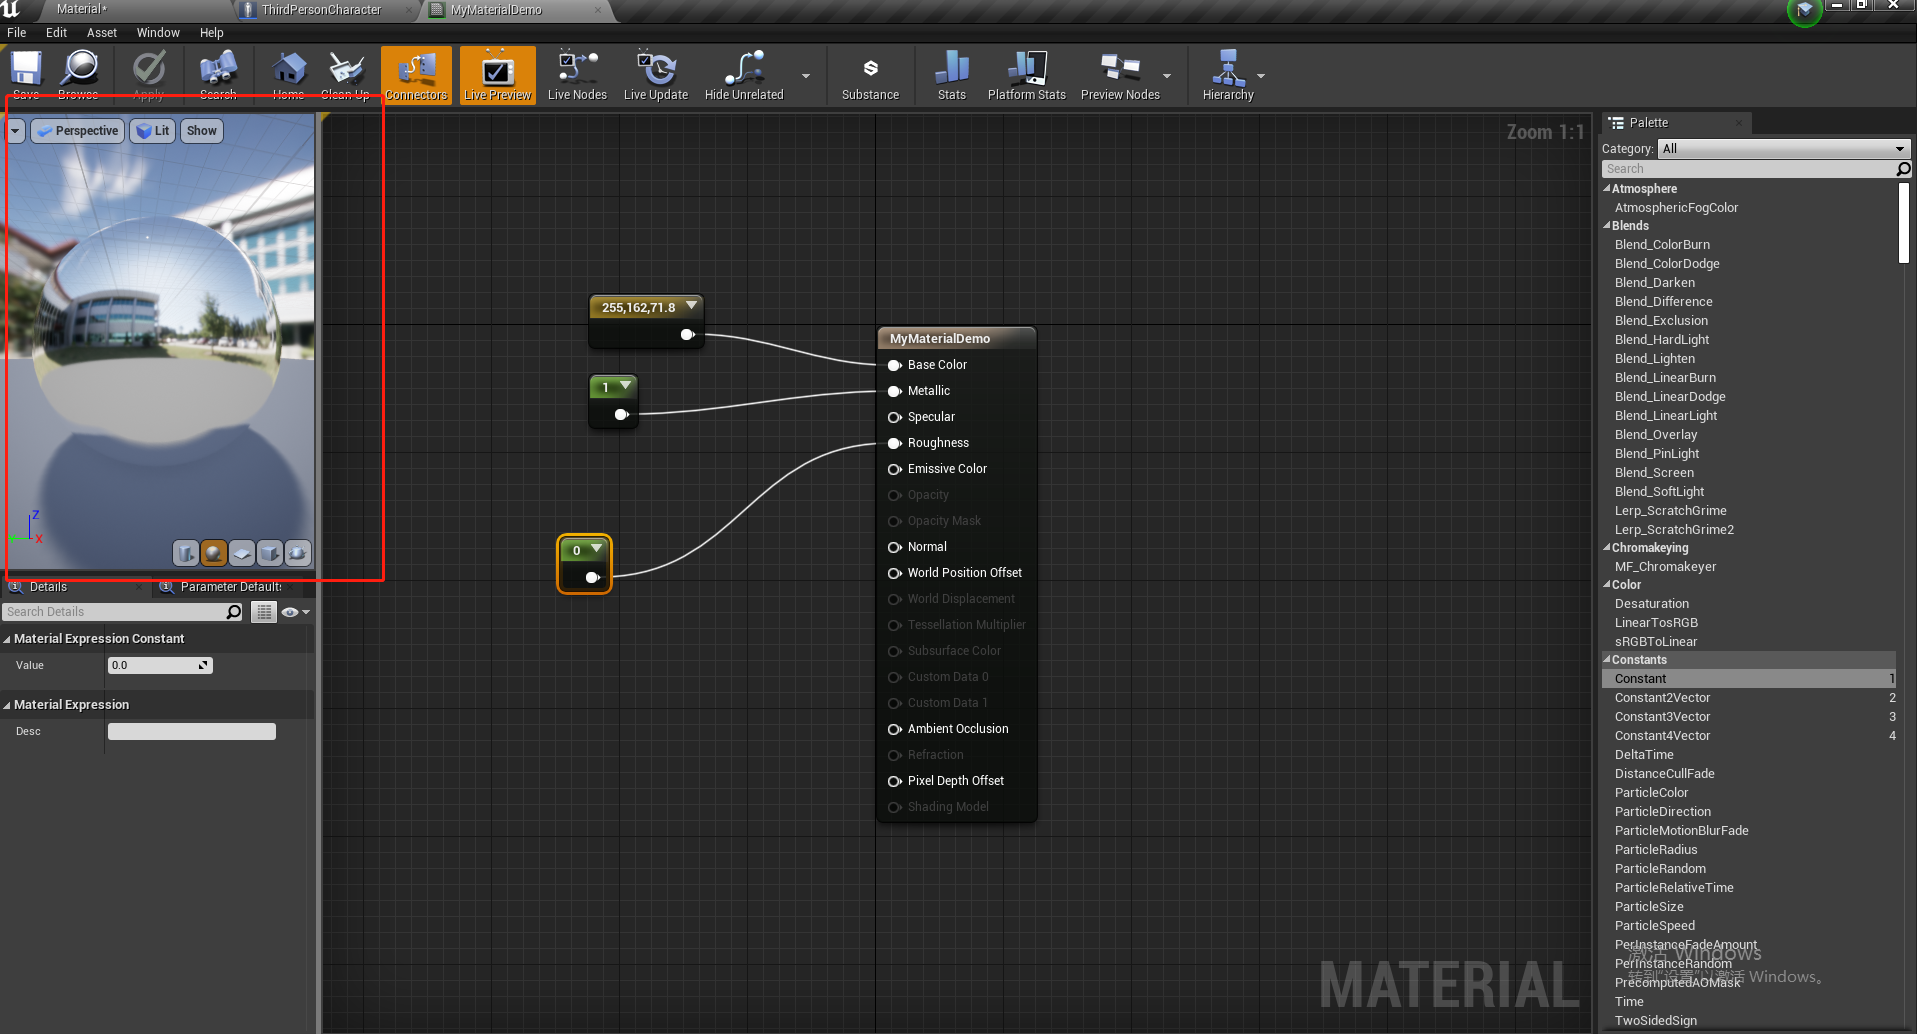 Material*
ThirdPersonCharacter
MyMaterialDemo
File Edit Asset Window Help
Save Browse Apply Search Home Clean Up Connectors Live Preview Live Nodes Live Update Hide Unrelated Substance Stats Platform Stats Preview Nodes Hierarchy
Perspective Lit Show
Zoom 1:1
255,162,71.8
1
0
MyMaterialDemo
Base Color
Metallic
Specular
Roughness
Emissive Color
Opacity
Opacity Mask
Normal
World Position Offset
World Displacement
Tessellation Multiplier
Subsurface Color
Custom Data 0
Custom Data 1
Ambient Occlusion
Refraction
Pixel Depth Offset
Shading Model
Z
X
Details
Parameter Defaults
Search Details
Material Expression Constant
Value 0.0
Material Expression
Desc
MATERIAL
Palette
Category: All
Search
Atmosphere
AtmosphericFogColor
Blends
Blend_ColorBurn
Blend_ColorDodge
Blend_Darken
Blend_Difference
Blend_Exclusion
Blend_HardLight
Blend_Lighten
Blend_LinearBurn
Blend_LinearDodge
Blend_LinearLight
Blend_Overlay
Blend_PinLight
Blend_Screen
Blend_SoftLight
Lerp_ScratchGrime
Lerp_ScratchGrime2
Chromakeying
MF_Chromakeyer
Color
Desaturation
LinearTosRGB
sRGBToLinear
Constants
Constant 1
Constant2Vector 2
Constant3Vector 3
Constant4Vector 4
DeltaTime
DistanceCullFade
ParticleColor
ParticleDirection
ParticleMotionBlurFade
ParticleRadius
ParticleRandom
ParticleRelativeTime
ParticleSize
ParticleSpeed
PerInstanceFadeAmount
激活 Windows
PerInstanceRandom
转到"设置"以激活 Windows。
PrecomputedAOMask
Time
TwoSidedSign